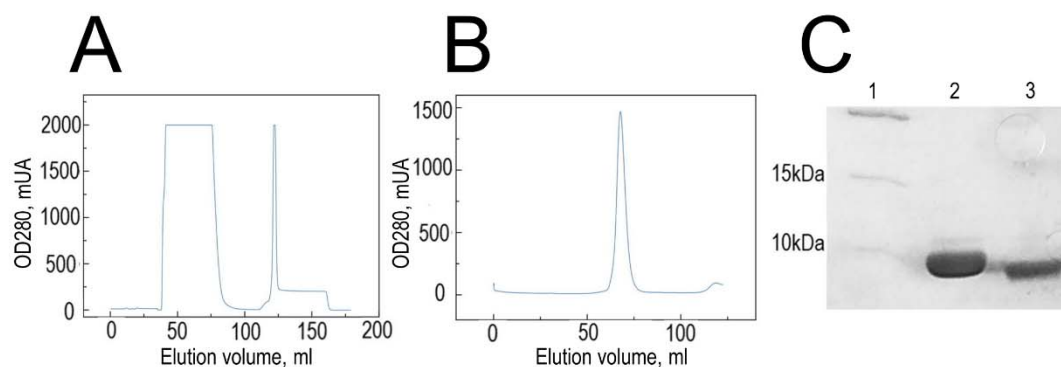 A
2000
1500
1000
500
0
OD280, mUA
0 50 100 150 200
Elution volume, ml
B
1500
1000
500
0
OD280, mUA
0 50 100
Elution volume, ml
C
1 2 3
15kDa
10kDa